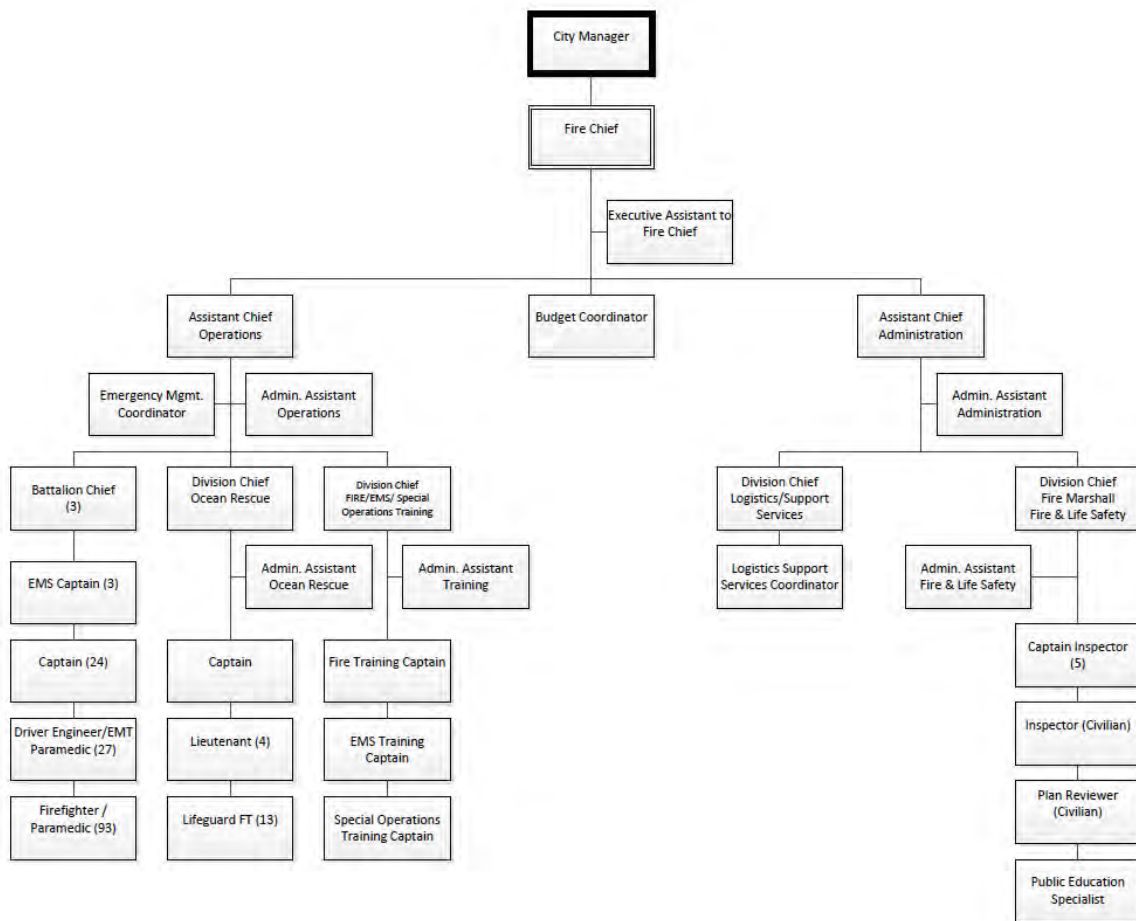 City Manager
Fire Chief
Executive Assistant to
Fire Chief
Assistant Chief
Operations
Budget Coordinator
Assistant Chief
Administration
Emergency Mgmt.
Coordinator
Admin. Assistant
Operations
Admin. Assistant
Administration
Battalion Chief
(3)
Division Chief
Ocean Rescue
Division Chief
FIRE/EMS/ Special
Operations Training
Division Chief
Logistics/Support
Services
Division Chief
Fire Marshall
Fire & Life Safety
EMS Captain (3)
Admin. Assistant
Ocean Rescue
Admin. Assistant
Training
Logistics Support
Services Coordinator
Admin. Assistant
Fire & Life Safety
Captain (24)
Captain
Fire Training Captain
Captain Inspector
(5)
Driver Engineer/EMT
Paramedic (27)
Lieutenant (4)
EMS Training
Captain
Inspector (Civilian)
Firefighter /
Paramedic (93)
Lifeguard FT (13)
Special Operations
Training Captain
Plan Reviewer
(Civilian)
Public Education
Specialist